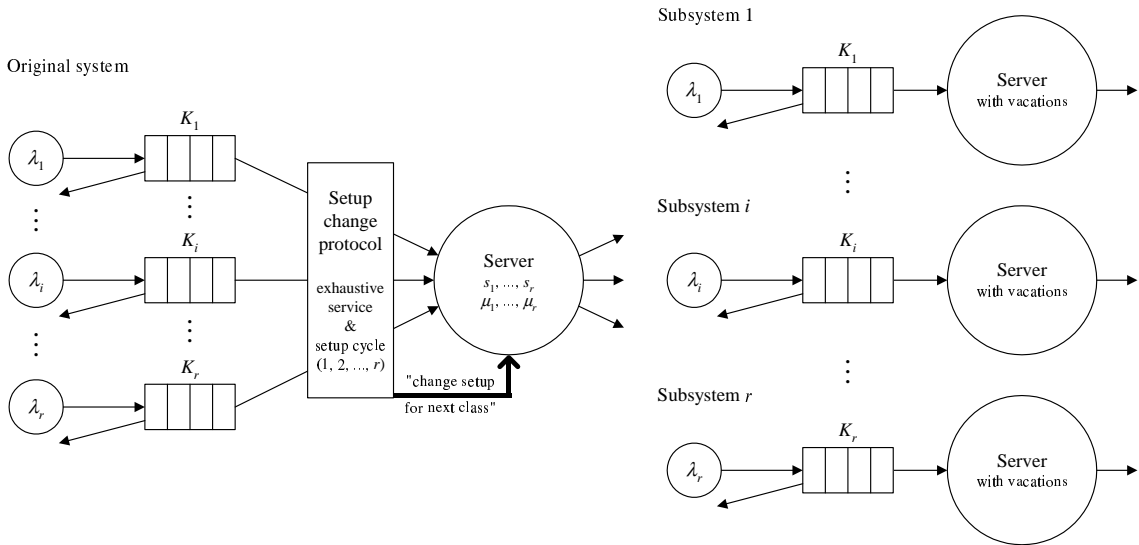 Original system
λ₁
K₁
⋮
⋮
λᵢ
Kᵢ
⋮
⋮
λᵣ
Kᵣ
Setup
change
protocol
exhaustive
service
&
setup cycle
(1, 2, ..., r)
Server
s₁, ..., sᵣ
μ₁, ..., μᵣ
"change setup
for next class"
Subsystem 1
λ₁
K₁
Server
with vacations
⋮
Subsystem i
λᵢ
Kᵢ
Server
with vacations
⋮
Subsystem r
λᵣ
Kᵣ
Server
with vacations